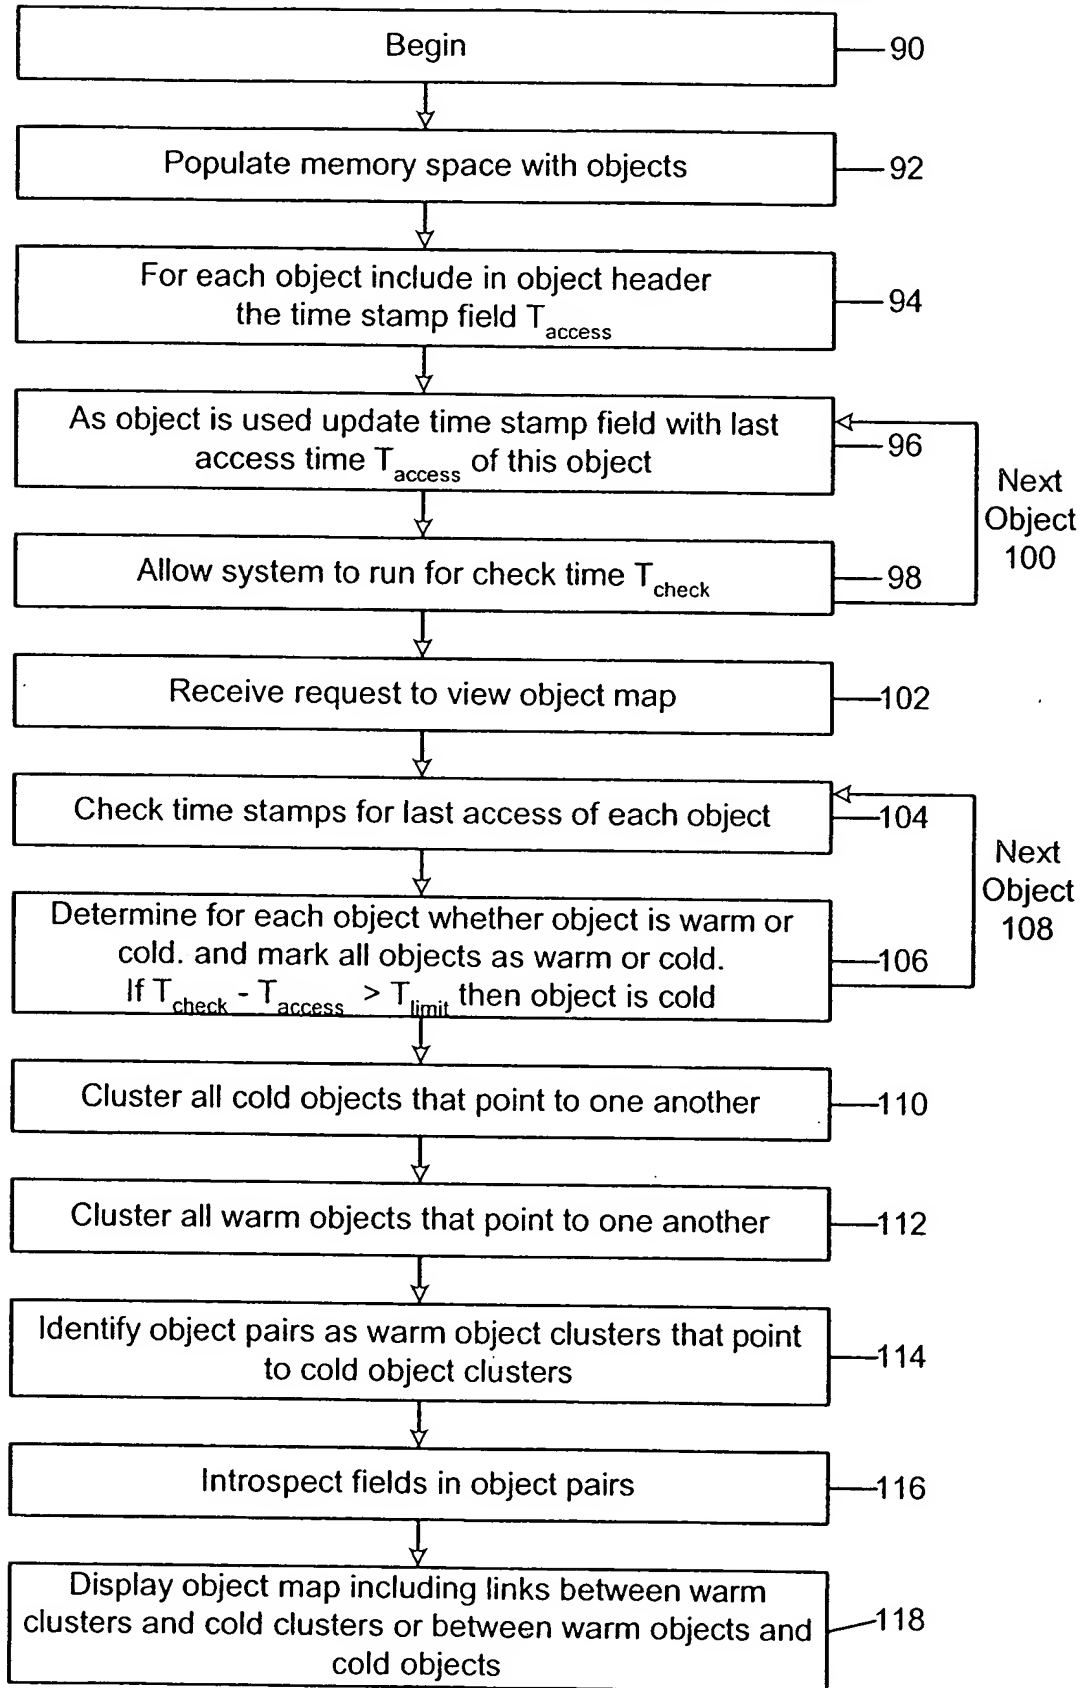 Begin
90
Populate memory space with objects
92
For each object include in object header
the time stamp field T_access
94
As object is used update time stamp field with last
access time T_access of this object
96
Next
Object
100
Allow system to run for check time T_check
98
Receive request to view object map
102
Check time stamps for last access of each object
104
Next
Object
108
Determine for each object whether object is warm or
cold. and mark all objects as warm or cold.
If T_check - T_access > T_limit then object is cold
106
Cluster all cold objects that point to one another
110
Cluster all warm objects that point to one another
112
Identify object pairs as warm object clusters that point
to cold object clusters
114
Introspect fields in object pairs
116
Display object map including links between warm
clusters and cold clusters or between warm objects and
cold objects
118